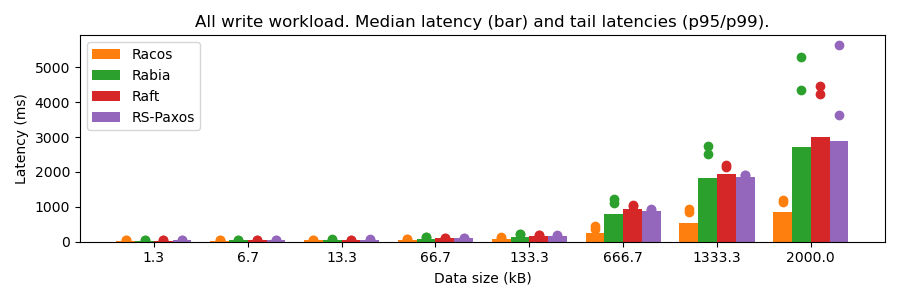 All write workload. Median latency (bar) and tail latencies (p95/p99).
Racos
Rabia
Raft
RS-Paxos
Latency (ms)
5000
4000
3000
2000
1000
0
1.3 6.7 13.3 66.7 133.3 666.7 1333.3 2000.0
Data size (kB)